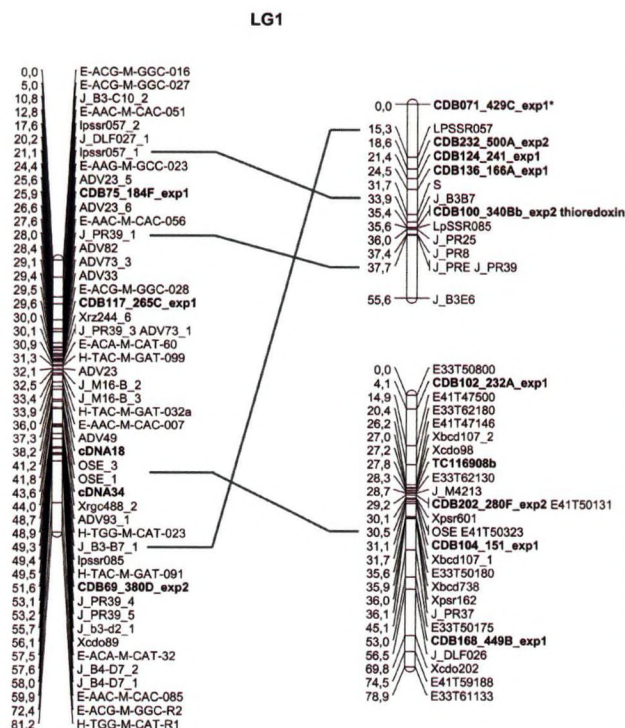 LG1
0,0 E-ACG-M-GGC-016
5,0 E-ACG-M-GGC-027
10,8 J_B3-C10_2
12,8 E-AAC-M-CAC-051
17,6 lpssr057_2
20,2 J_DLF027_1
21,1 lpssr057_1
24,4 E-AAG-M-GCC-023
25,6 ADV23_5
25,9 CDB75_184F_exp1
26,6 ADV23_6
27,6 E-AAC-M-CAC-056
28,0 J_PR39_1
28,4 ADV82
29,1 ADV73_3
29,4 ADV33
29,5 E-ACG-M-GGC-028
29,6 CDB117_265C_exp1
30,0 Xrz244_6
30,1 J_PR39_3 ADV73_1
30,9 E-ACA-M-CAT-60
31,3 H-TAC-M-GAT-099
32,1 ADV23
32,5 J_M16-B_2
33,4 J_M16-B_3
33,9 H-TAC-M-GAT-032a
36,0 E-AAC-M-CAC-007
37,3 ADV49
38,2 cDNA18
41,2 OSE_3
41,8 OSE_1
43,6 cDNA34
44,0 Xrgc488_2
48,7 ADV93_1
48,9 H-TGG-M-CAT-023
49,3 J_B3-B7_1
49,4 lpssr085
49,5 H-TAC-M-GAT-091
51,6 CDB69_380D_exp2
53,1 J_PR39_4
53,2 J_PR39_5
55,7 J_b3-d2_1
56,1 Xcdo89
57,5 E-ACA-M-CAT-32
57,6 J_B4-D7_2
58,0 J_B4-D7_1
59,9 E-AAC-M-CAC-085
72,4 E-ACG-M-GGC-R2
81,2 H-TGG-M-CAT-R1
0,0 CDB071_429C_exp1*
15,3 LPSSR057
18,6 CDB232_500A_exp2
21,4 CDB124_241_exp1
24,5 CDB136_166A_exp1
31,7 S
33,9 J_B3B7
35,4 CDB100_340Bb_exp2 thioredoxin
35,6 LpSSR085
36,0 J_PR25
37,4 J_PR8
37,7 J_PRE J_PR39
55,6 J_B3E6
0,0 E33T50800
4,1 CDB102_232A_exp1
14,9 E41T47500
20,4 E33T62180
26,2 E41T47146
27,0 Xbcd107_2
27,2 Xcdo98
27,8 TC116908b
28,3 E33T62130
28,7 J_M4213
29,2 CDB202_280F_exp2 E41T50131
30,1 Xpsr601
30,5 OSE E41T50323
31,1 CDB104_151_exp1
31,7 Xbcd107_1
35,6 E33T50180
35,9 Xbcd738
36,0 Xpsr162
36,1 J_PR37
45,1 E33T50175
53,0 CDB168_449B_exp1
56,5 J_DLF026
69,8 Xcdo202
74,5 E41T59188
78,9 E33T61133